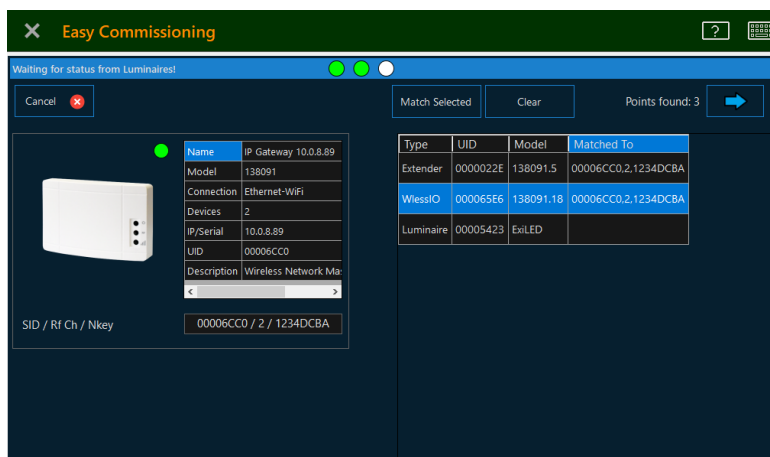 Easy Commissioning
?
Waiting for status from Luminaires!
Cancel
Match Selected
Clear
Points found: 3
Name IP Gateway 10.0.8.89
Model 138091
Connection Ethernet-WiFi
Devices 2
IP/Serial 10.0.8.89
UID 00006CC0
Description Wireless Network Ma
SID / Rf Ch / Nkey 00006CC0 / 2 / 1234DCBA
Type UID Model Matched To
Extender 0000022E 138091.5 00006CC0,2,1234DCBA
WlessIO 000065E6 138091.18 00006CC0,2,1234DCBA
Luminaire 00005423 ExiLED